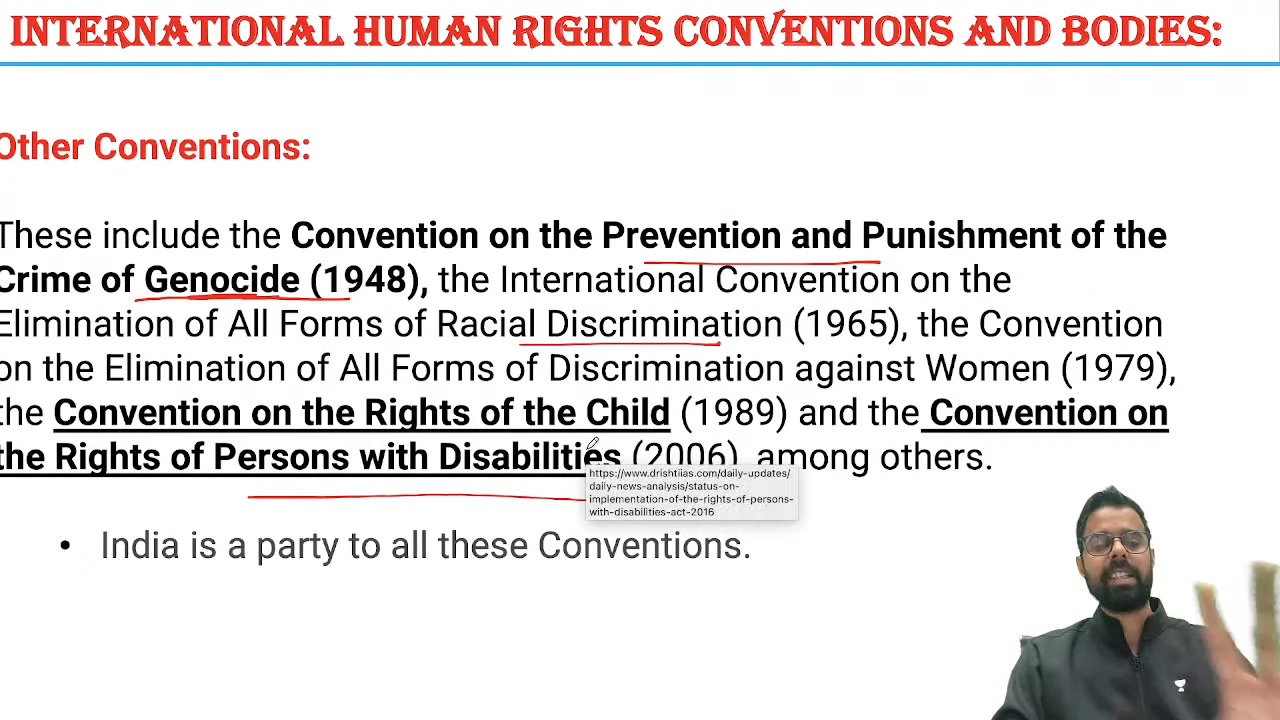 INTERNATIONAL HUMAN RIGHTS CONVENTIONS AND BODIES:
Other Conventions:
These include the Convention on the Prevention and Punishment of the
Crime of Genocide (1948), the International Convention on the
Elimination of All Forms of Racial Discrimination (1965), the Convention
on the Elimination of All Forms of Discrimination against Women (1979),
the Convention on the Rights of the Child (1989) and the Convention on
the Rights of Persons with Disabilities (2006), among others.
https://www.drishtiias.com/daily-updates/
daily-news-analysis/status-on-
implementation-of-the-rights-of-persons-
with-disabilities-act-2016
• India is a party to all these Conventions.